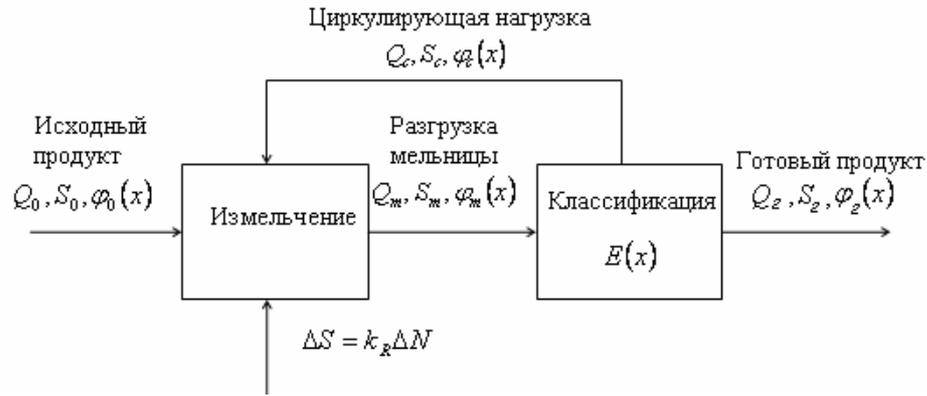 Циркулирующая нагрузка
Q_c, S_c, φ_c(x)
Исходный
продукт
Q_0, S_0, φ_0(x)
Разгрузка
мельницы
Q_m, S_m, φ_m(x)
Готовый продукт
Q_г, S_г, φ_г(x)
Измельчение
Классификация
E(x)
ΔS = k_R ΔN